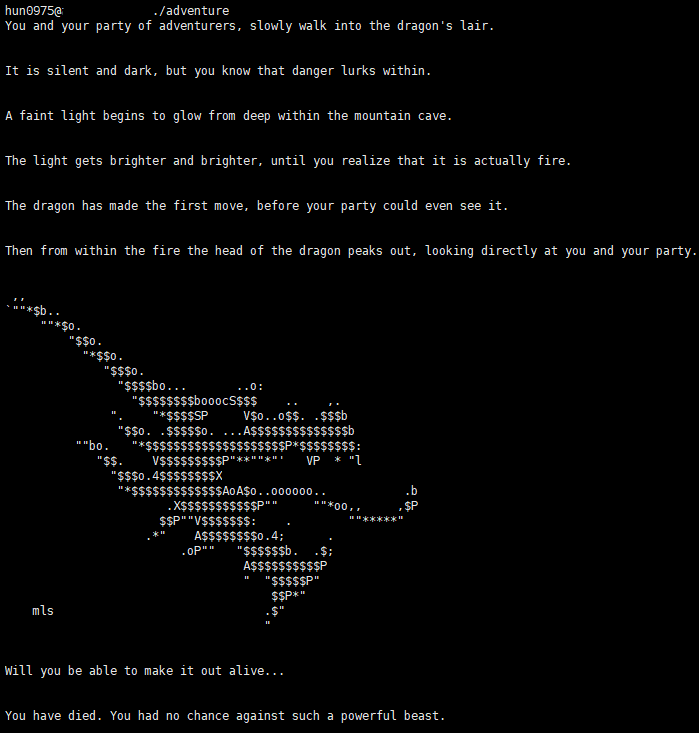 hun0975@: ./adventure
You and your party of adventurers, slowly walk into the dragon's lair.
It is silent and dark, but you know that danger lurks within.
A faint light begins to glow from deep within the mountain cave.
The light gets brighter and brighter, until you realize that it is actually fire.
The dragon has made the first move, before your party could even see it.
Then from within the fire the head of the dragon peaks out, looking directly at you and your party.
 ,,
`""*$b..
     ""*$o.
         "$$o.
           "*$$o.
              "$$$o.
                "$$$$bo...       ..o:
                  "$$$$$$$$booocS$$$    ..    ,.
               ".    "*$$$$SP     V$o..o$$. .$$$b
                "$$o. .$$$$$o. ...A$$$$$$$$$$$$$$b
          ""bo.   "*$$$$$$$$$$$$$$$$$$$$P*$$$$$$$$:
             "$$.    V$$$$$$$$$P"**""*"'   VP  * "l
               "$$$o.4$$$$$$$$X
                "*$$$$$$$$$$$$$AoA$o..oooooo..           .b
                       .X$$$$$$$$$$$P""     ""*oo,,     ,$P
                      $$P""V$$$$$$$:    .        ""*****"
                    .*"    A$$$$$$$$o.4;      .
                         .oP""   "$$$$$$b.  .$;
                                  A$$$$$$$$$$P
                                  "  "$$$$$P"
                                      $$P*"
    mls                              .$"
                                     "
Will you be able to make it out alive...
You have died. You had no chance against such a powerful beast.